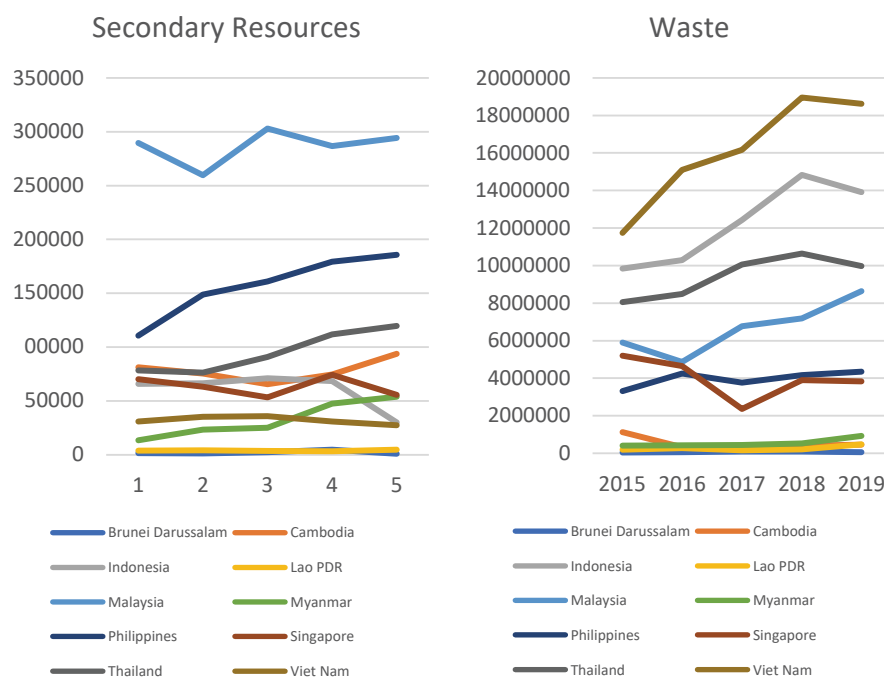 Secondary Resources
350000
300000
250000
200000
150000
00000
50000
0
1 2 3 4 5
Brunei Darussalam Cambodia
Indonesia Lao PDR
Malaysia Myanmar
Philippines Singapore
Thailand Viet Nam
Waste
20000000
18000000
16000000
14000000
12000000
10000000
8000000
6000000
4000000
2000000
0
2015 2016 2017 2018 2019
Brunei Darussalam Cambodia
Indonesia Lao PDR
Malaysia Myanmar
Philippines Singapore
Thailand Viet Nam